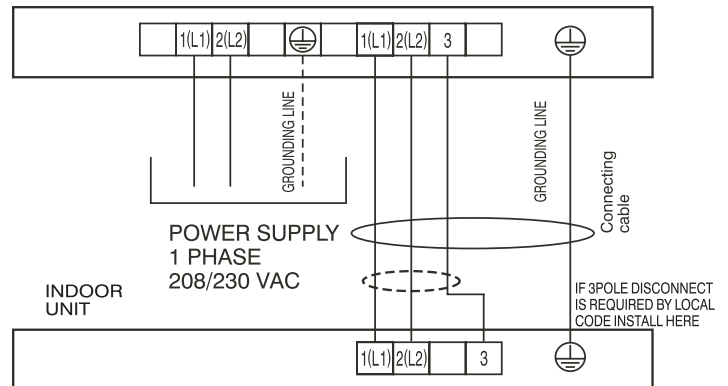 1(L1) 2(L2) 1(L1) 2(L2) 3
GROUNDING LINE
GROUNDING LINE
Connecting
cable
POWER SUPPLY
1 PHASE
208/230 VAC
INDOOR
UNIT
IF 3POLE DISCONNECT
IS REQUIRED BY LOCAL
CODE INSTALL HERE
1(L1) 2(L2) 3